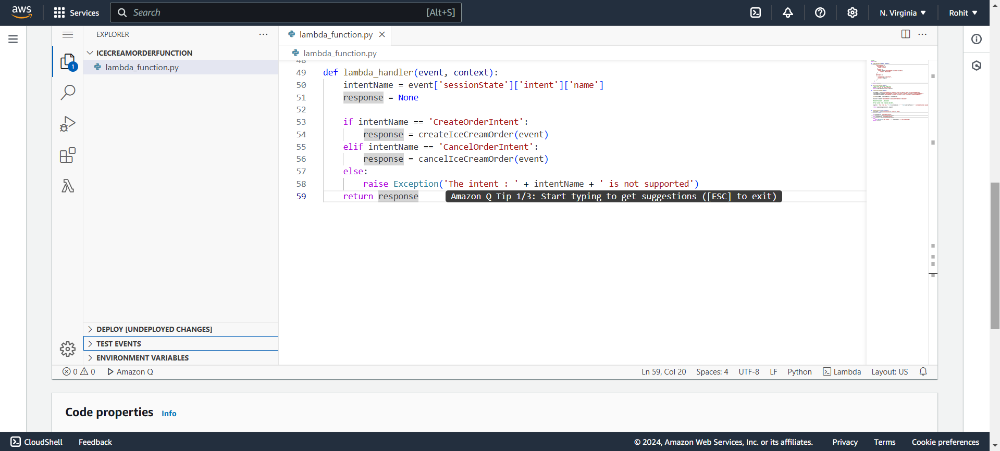 aws Services Search [Alt+S] N. Virginia Rohit
EXPLORER
ICECREAMORDERFUNCTION
1
lambda_function.py
lambda_function.py
lambda_function.py
48
49 def lambda_handler(event, context):
50 intentName = event['sessionState']['intent']['name']
51 response = None
52
53 if intentName == 'CreateOrderIntent':
54 response = createIceCreamOrder(event)
55 elif intentName == 'CancelOrderIntent':
56 response = cancelIceCreamOrder(event)
57 else:
58 raise Exception('The intent : ' + intentName + ' is not supported')
59 return response Amazon Q Tip 1/3: Start typing to get suggestions ([ESC] to exit)
DEPLOY [UNDEPLOYED CHANGES]
TEST EVENTS
ENVIRONMENT VARIABLES
0 0 Amazon Q Ln 59, Col 20 Spaces: 4 UTF-8 LF Python Lambda Layout: US
Code properties Info
CloudShell Feedback © 2024, Amazon Web Services, Inc. or its affiliates. Privacy Terms Cookie preferences